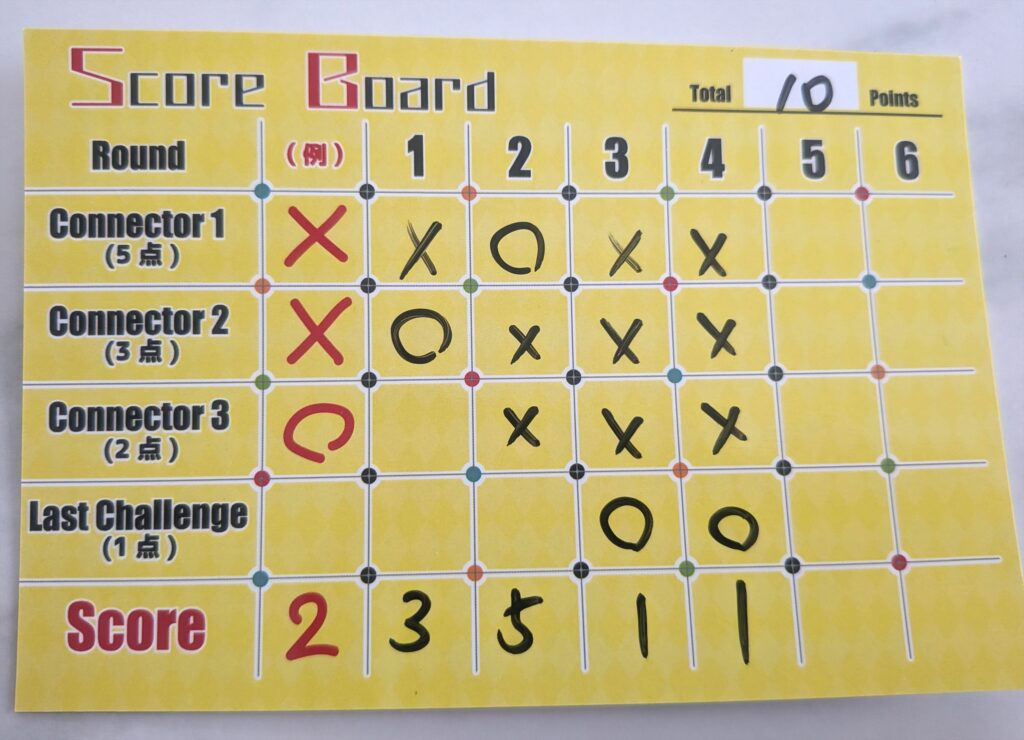 Score Board
Total 10 Points
Round (例) 1 2 3 4 5 6
Connector 1 X X O X X
(5点)
Connector 2 X O X X X
(3点)
Connector 3 O X X X
(2点)
Last Challenge O O
(1点)
Score 2 3 5 1 1